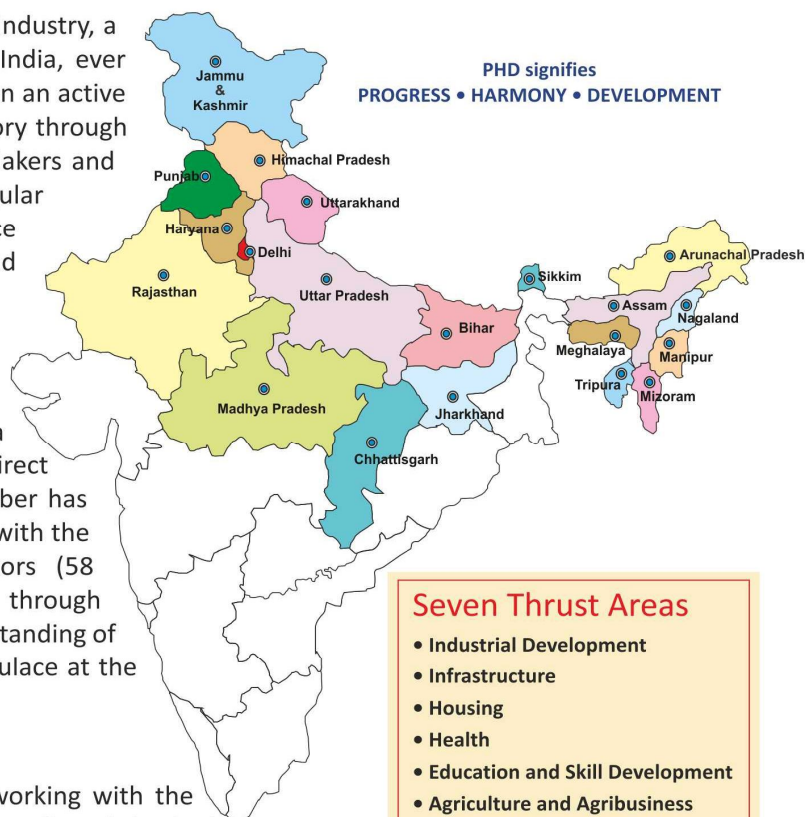 ndustry, a
India, ever
n an active
ory through
akers and
ular
ce
d
irect
ber has
with the
ors (58
through
standing of
ulace at the
working with the
PHD signifies
PROGRESS • HARMONY • DEVELOPMENT
Jammu
&
Kashmir
Himachal Pradesh
Punjab
Uttarakhand
Haryana
Delhi
Rajasthan
Uttar Pradesh
Sikkim
Arunachal Pradesh
Assam
Nagaland
Bihar
Meghalaya
Manipur
Tripura
Mizoram
Madhya Pradesh
Jharkhand
Chhattisgarh
Seven Thrust Areas
• Industrial Development
• Infrastructure
• Housing
• Health
• Education and Skill Development
• Agriculture and Agribusiness